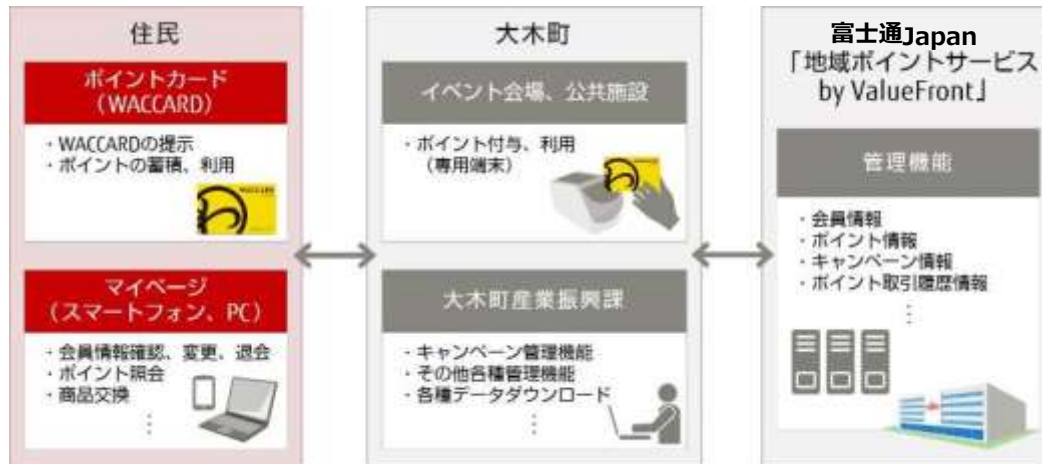 住民
ポイントカード
（WACCARD）
・WACCARDの提示
・ポイントの蓄積、利用
WACCARD
マイページ
（スマートフォン、PC）
・会員情報確認、変更、退会
・ポイント照会
・商品交換
⋮
大木町
イベント会場、公共施設
・ポイント付与、利用
（専用端末）
大木町産業振興課
・キャンペーン管理機能
・その他各種管理機能
・各種データダウンロード
⋮
富士通Japan
「地域ポイントサービス
by ValueFront」
管理機能
・会員情報
・ポイント情報
・キャンペーン情報
・ポイント取引履歴情報
⋮